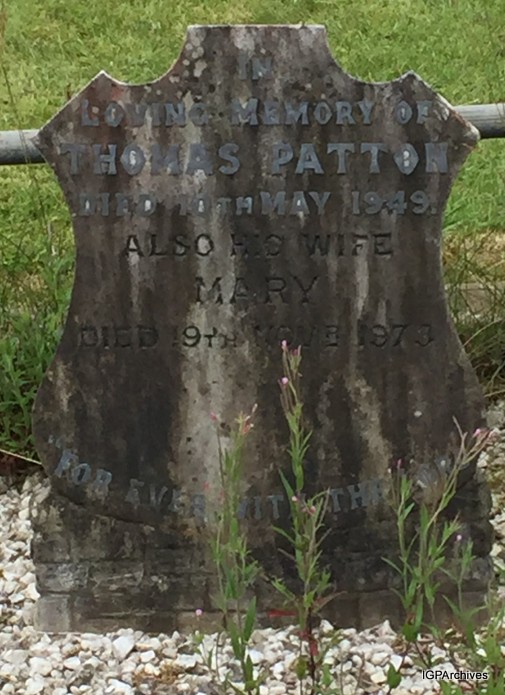 IN
LOVING MEMORY OF
THOMAS PATTON
DIED 10TH MAY 1949.
ALSO HIS WIFE
MARY
DIED 19TH NOVR 1973
"FOR EVER WITH THE
IGPArchives